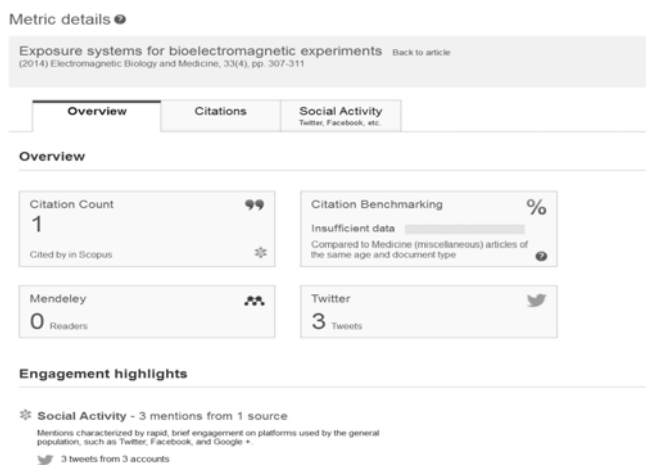 Metric details ?
Exposure systems for bioelectromagnetic experiments Back to article
(2014) Electromagnetic Biology and Medicine, 33(4), pp. 307-311
Overview Citations Social Activity
Twitter, Facebook, etc.
Overview
Citation Count
1
Cited by in Scopus
Citation Benchmarking %
Insufficient data
Compared to Medicine (miscellaneous) articles of
the same age and document type ?
Mendeley
0 Readers
Twitter
3 Tweets
Engagement highlights
Social Activity - 3 mentions from 1 source
Mentions characterized by rapid, brief engagement on platforms used by the general
population, such as Twitter, Facebook, and Google +.
3 tweets from 3 accounts